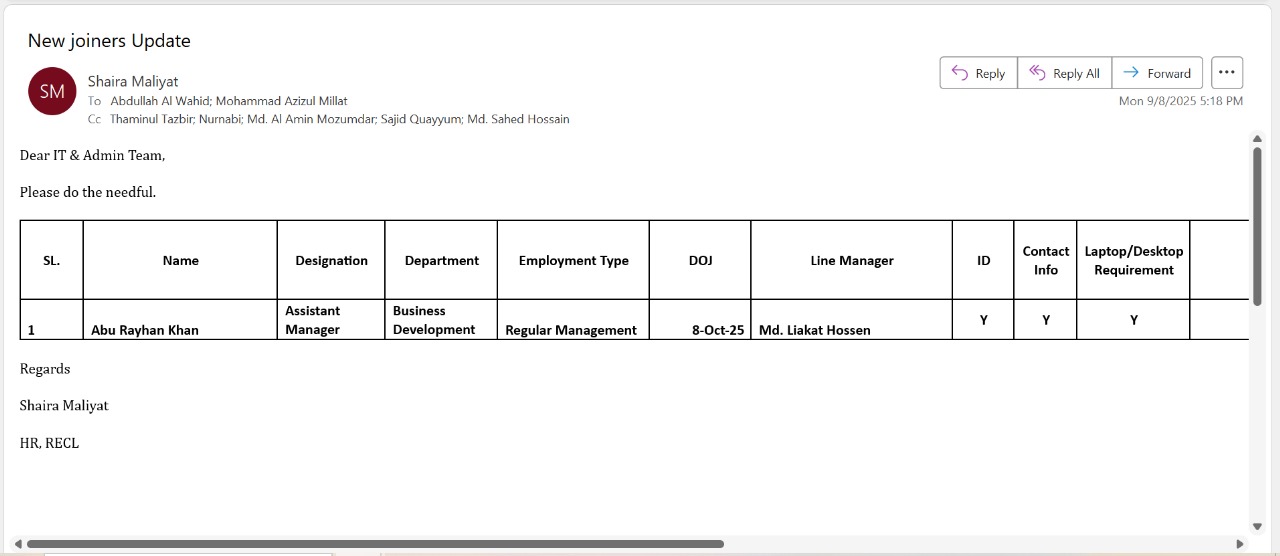 New joiners Update
SM
Shaira Maliyat
To Abdullah Al Wahid; Mohammad Azizul Millat
Cc Thaminul Tazbir; Nurnabi; Md. Al Amin Mozumdar; Sajid Quayyum; Md. Sahed Hossain
Reply
Reply All
Forward
Mon 9/8/2025 5:18 PM
Dear IT & Admin Team,
Please do the needful.
SL. Name Designation Department Employment Type DOJ Line Manager ID Contact Info Laptop/Desktop Requirement
1 Abu Rayhan Khan Assistant Manager Business Development Regular Management 8-Oct-25 Md. Liakat Hossen Y Y Y
Regards
Shaira Maliyat
HR, RECL